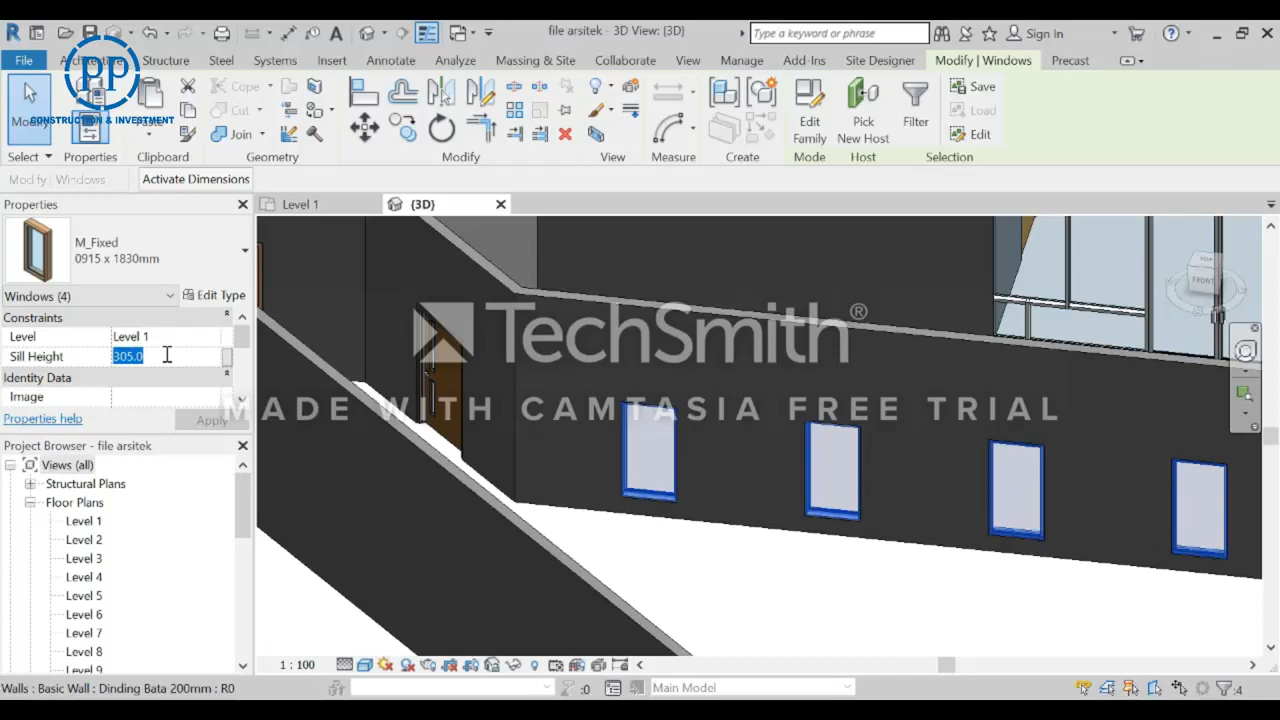 file arsitek - 3D View: {3D}
Type a keyword or phrase
Sign In
File
Architecture
Structure
Steel
Systems
Insert
Annotate
Analyze
Massing & Site
Collaborate
View
Manage
Add-Ins
Site Designer
Modify | Windows
Precast
pp
CONSTRUCTION & INVESTMENT
Modify
Paste
Cope
Cut
Join
Edit
Family
Pick
New Host
Filter
Save
Load
Edit
Select
Properties
Clipboard
Geometry
Modify
View
Measure
Create
Mode
Host
Selection
Modify | Windows
Activate Dimensions
Properties
Level 1
{3D}
M_Fixed
0915 x 1830mm
Windows (4)
Edit Type
Constraints
Level
Level 1
Sill Height
305.0
Identity Data
Image
Properties help
Apply
TOP
FRONT
TechSmith®
MADE WITH CAMTASIA FREE TRIAL
Project Browser - file arsitek
Views (all)
Structural Plans
Floor Plans
Level 1
Level 2
Level 3
Level 4
Level 5
Level 6
Level 7
Level 8
Level 9
1 : 100
Walls : Basic Wall : Dinding Bata 200mm : R0
:0
Main Model
:4